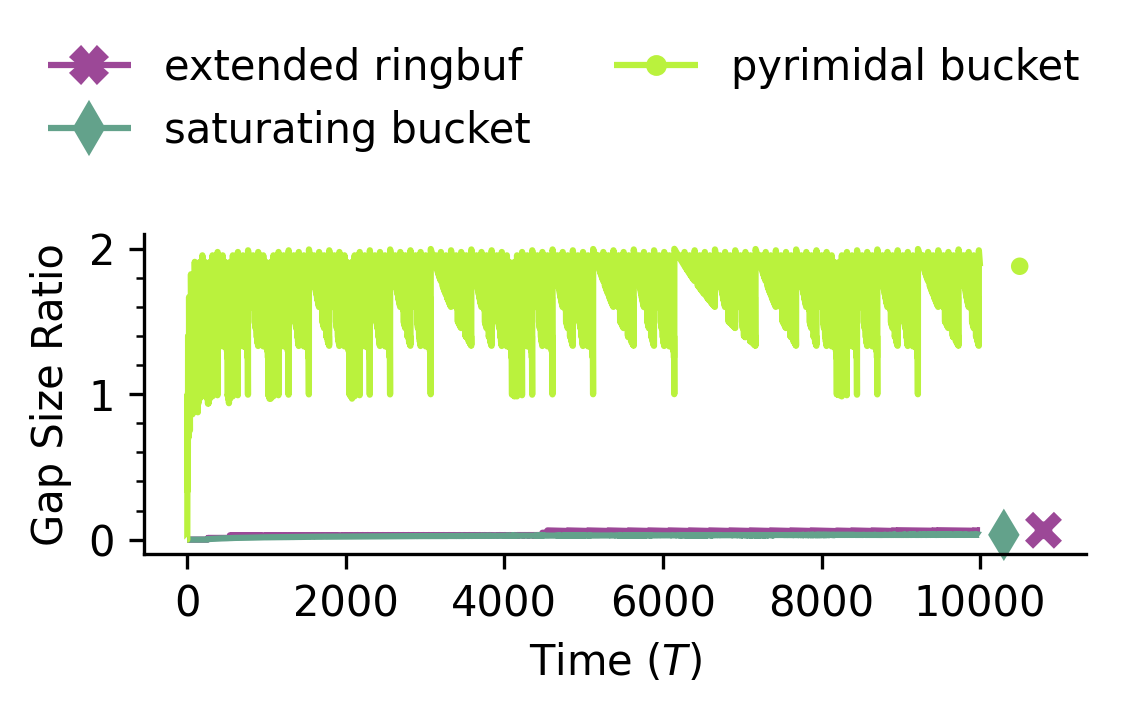 extended ringbuf
pyrimidal bucket
saturating bucket
Gap Size Ratio
2
1
0
0 2000 4000 6000 8000 10000
Time (T)